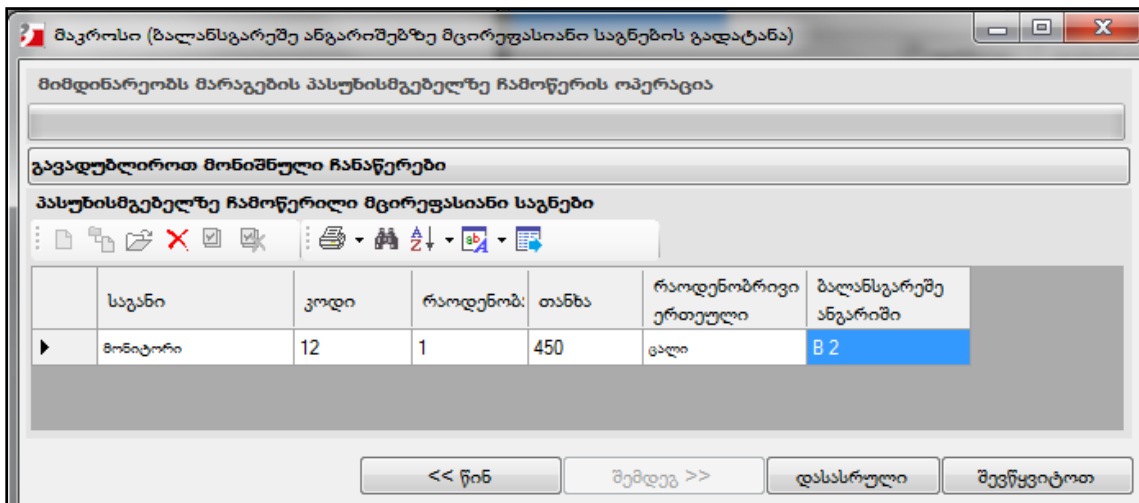 მაკროსი (ბალანსგარეშე ანგარიშებზე მცირეფასიანი საგნების გადატანა)
მიმდინარეობს მარაგების პასუხისმგებელზე ჩამოწერის ოპერაცია
გავადუბლიროთ მონიშნული ჩანაწერები
პასუხისმგებელზე ჩამოწერილი მცირეფასიანი საგნები
საგანი კოდი რაოდენობ. თანხა რაოდენობრივი ერთეული ბალანსგარეშე ანგარიში
მონიტორი 12 1 450 ცალი B 2
<< წინ შემდეგ >> დასასრული შევწყვიტოთ